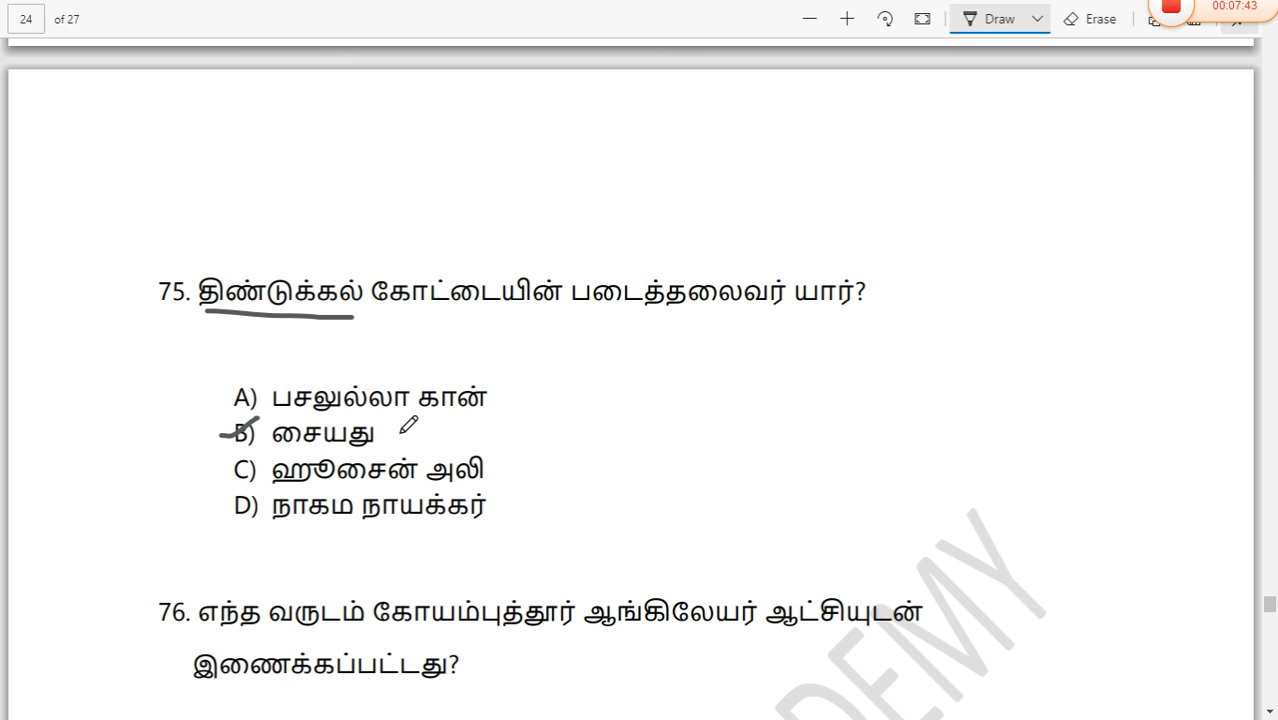 00:07:43
24 of 27 Draw Erase
75. திண்டுக்கல் கோட்டையின் படைத்தலைவர் யார்?
A) பசலுல்லா கான்
B) சையது
C) ஹூசைன் அலி
D) நாகம நாயக்கர்
76. எந்த வருடம் கோயம்புத்தூர் ஆங்கிலேயர் ஆட்சியுடன்
இணைக்கப்பட்டது?